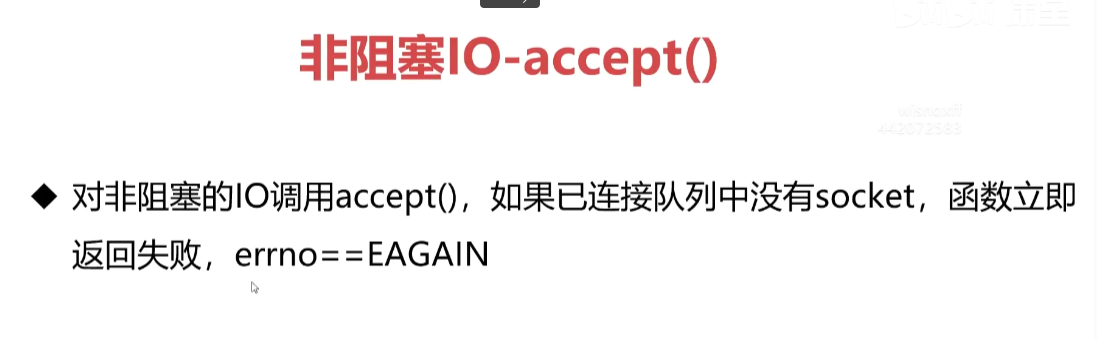 非阻塞IO-accept()
wisnoxff
442072583
◆ 对非阻塞的IO调用accept()，如果已连接队列中没有socket，函数立即
返回失败，errno==EAGAIN